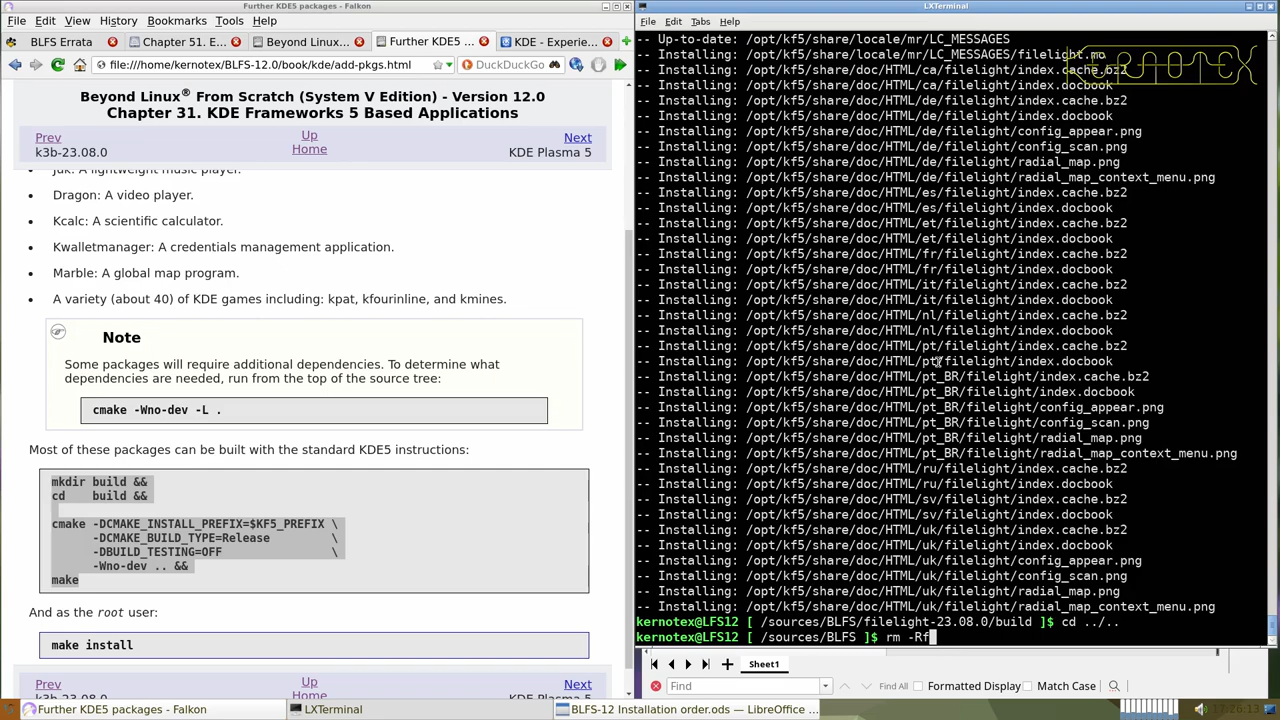 Further KDE5 packages - Falkon
File Edit View History Bookmarks Tools Help
BLFS Errata
Chapter 51. E...
Beyond Linux...
Further KDE5 ...
KDE - Experie...
file:///home/kernotex/BLFS-12.0/book/kde/add-pkgs.html
DuckDuckGo
Beyond Linux® From Scratch (System V Edition) - Version 12.0
Chapter 31. KDE Frameworks 5 Based Applications
Prev
Up
Next
k3b-23.08.0
Home
KDE Plasma 5
Juk: A lightweight music player.
Dragon: A video player.
Kcalc: A scientific calculator.
Kwalletmanager: A credentials management application.
Marble: A global map program.
A variety (about 40) of KDE games including: kpat, kfourinline, and kmines.
Note
Some packages will require additional dependencies. To determine what
dependencies are needed, run from the top of the source tree:
cmake -Wno-dev -L .
Most of these packages can be built with the standard KDE5 instructions:
mkdir build &&
cd    build &&
cmake -DCMAKE_INSTALL_PREFIX=$KF5_PREFIX \
-DCMAKE_BUILD_TYPE=Release         \
-DBUILD_TESTING=OFF                \
-Wno-dev .. &&
make
And as the root user:
make install
Prev
Up
Next
k3b-23.08.0
Home
KDE Plasma 5
LXTerminal
File Edit Tabs Help
-- Up-to-date: /opt/kf5/share/locale/mr/LC_MESSAGES
-- Installing: /opt/kf5/share/locale/mr/LC_MESSAGES/filelight.mo
-- Installing: /opt/kf5/share/doc/HTML/ca/filelight/index.cache.bz2
-- Installing: /opt/kf5/share/doc/HTML/ca/filelight/index.docbook
-- Installing: /opt/kf5/share/doc/HTML/de/filelight/index.cache.bz2
-- Installing: /opt/kf5/share/doc/HTML/de/filelight/index.docbook
-- Installing: /opt/kf5/share/doc/HTML/de/filelight/config_appear.png
-- Installing: /opt/kf5/share/doc/HTML/de/filelight/config_scan.png
-- Installing: /opt/kf5/share/doc/HTML/de/filelight/radial_map.png
-- Installing: /opt/kf5/share/doc/HTML/de/filelight/radial_map_context_menu.png
-- Installing: /opt/kf5/share/doc/HTML/es/filelight/index.cache.bz2
-- Installing: /opt/kf5/share/doc/HTML/es/filelight/index.docbook
-- Installing: /opt/kf5/share/doc/HTML/et/filelight/index.cache.bz2
-- Installing: /opt/kf5/share/doc/HTML/et/filelight/index.docbook
-- Installing: /opt/kf5/share/doc/HTML/fr/filelight/index.cache.bz2
-- Installing: /opt/kf5/share/doc/HTML/fr/filelight/index.docbook
-- Installing: /opt/kf5/share/doc/HTML/it/filelight/index.cache.bz2
-- Installing: /opt/kf5/share/doc/HTML/it/filelight/index.docbook
-- Installing: /opt/kf5/share/doc/HTML/nl/filelight/index.cache.bz2
-- Installing: /opt/kf5/share/doc/HTML/nl/filelight/index.docbook
-- Installing: /opt/kf5/share/doc/HTML/pt/filelight/index.cache.bz2
-- Installing: /opt/kf5/share/doc/HTML/pt/filelight/index.docbook
-- Installing: /opt/kf5/share/doc/HTML/pt_BR/filelight/index.cache.bz2
-- Installing: /opt/kf5/share/doc/HTML/pt_BR/filelight/index.docbook
-- Installing: /opt/kf5/share/doc/HTML/pt_BR/filelight/config_appear.png
-- Installing: /opt/kf5/share/doc/HTML/pt_BR/filelight/config_scan.png
-- Installing: /opt/kf5/share/doc/HTML/pt_BR/filelight/radial_map.png
-- Installing: /opt/kf5/share/doc/HTML/pt_BR/filelight/radial_map_context_menu.png
-- Installing: /opt/kf5/share/doc/HTML/ru/filelight/index.cache.bz2
-- Installing: /opt/kf5/share/doc/HTML/ru/filelight/index.docbook
-- Installing: /opt/kf5/share/doc/HTML/sv/filelight/index.cache.bz2
-- Installing: /opt/kf5/share/doc/HTML/sv/filelight/index.docbook
-- Installing: /opt/kf5/share/doc/HTML/uk/filelight/index.cache.bz2
-- Installing: /opt/kf5/share/doc/HTML/uk/filelight/index.docbook
-- Installing: /opt/kf5/share/doc/HTML/uk/filelight/config_appear.png
-- Installing: /opt/kf5/share/doc/HTML/uk/filelight/config_scan.png
-- Installing: /opt/kf5/share/doc/HTML/uk/filelight/radial_map.png
-- Installing: /opt/kf5/share/doc/HTML/uk/filelight/radial_map_context_menu.png
kernotex@LFS12 [ /sources/BLFS/filelight-23.08.0/build ]$ cd ../..
kernotex@LFS12 [ /sources/BLFS ]$ rm -Rf
KERNOTEX
Sheet1
Find
Find All
Formatted Display
Match Case
Further KDE5 packages - Falkon
LXTerminal
BLFS-12 Installation order.ods — LibreOffice ...
17:26:13